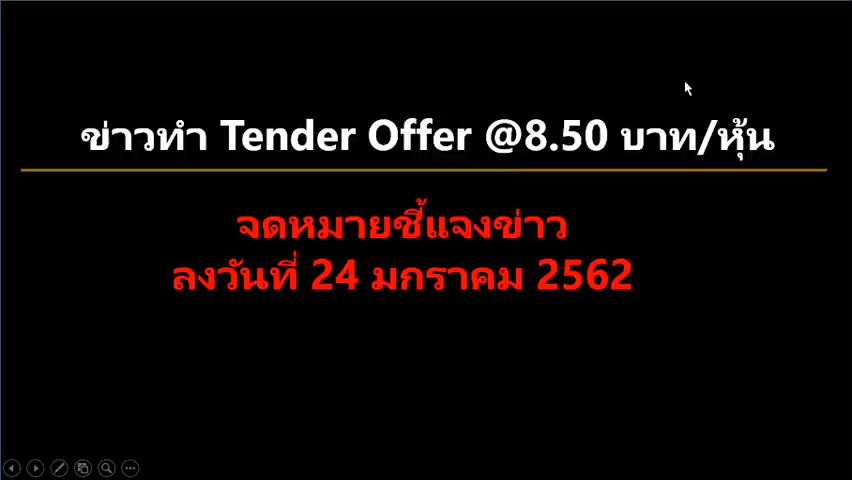 ข่าวทำ Tender Offer @8.50 บาท/หุ้น
จดหมายชี้แจงข่าว
ลงวันที่ 24 มกราคม 2562